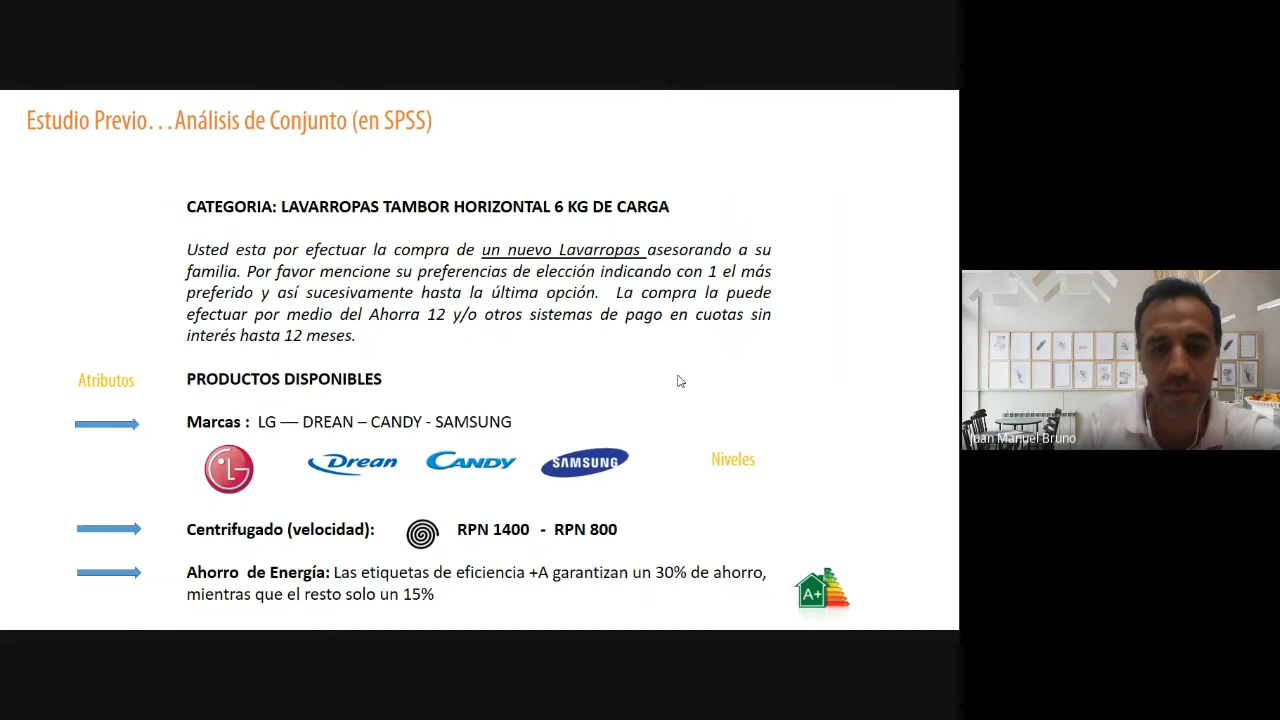 Estudio Previo…Análisis de Conjunto (en SPSS)
CATEGORIA: LAVARROPAS TAMBOR HORIZONTAL 6 KG DE CARGA
Usted esta por efectuar la compra de un nuevo Lavarropas asesorando a su
familia. Por favor mencione su preferencias de elección indicando con 1 el más
preferido y así sucesivamente hasta la última opción. La compra la puede
efectuar por medio del Ahorra 12 y/o otros sistemas de pago en cuotas sin
interés hasta 12 meses.
Atributos
PRODUCTOS DISPONIBLES
Marcas : LG –– DREAN – CANDY - SAMSUNG
LG
Drean
CANDY
SAMSUNG
Niveles
Centrifugado (velocidad):
RPN 1400 - RPN 800
Ahorro de Energía: Las etiquetas de eficiencia +A garantizan un 30% de ahorro,
mientras que el resto solo un 15%
A+
Juan Manuel Bruno